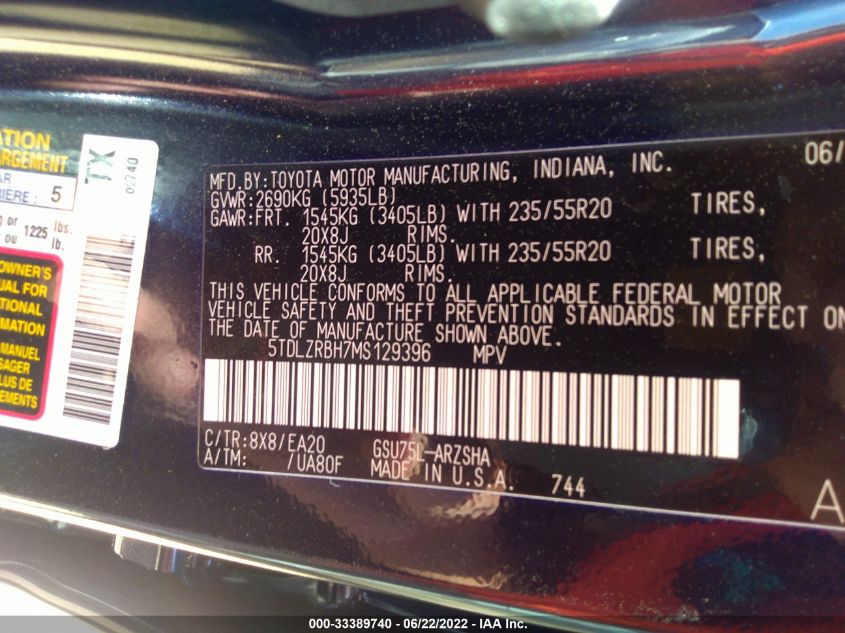 ATION
ARGEMENT
AR
RIERE: 5
g or 1225 lbs.
ou lb.
TX
02740
OWNER'S
UAL FOR
TIONAL
RMATION
MANUEL
SAGER
LUS DE
EMENTS
06/
MFD.BY:TOYOTA MOTOR MANUFACTURING, INDIANA, INC.
GVWR:2690KG (5935LB)
GAWR:FRT. 1545KG (3405LB) WITH 235/55R20 TIRES,
20X8J RIMS.
RR. 1545KG (3405LB) WITH 235/55R20 TIRES,
20X8J RIMS.
THIS VEHICLE CONFORMS TO ALL APPLICABLE FEDERAL MOTOR
VEHICLE SAFETY AND THEFT PREVENTION STANDARDS IN EFFECT ON
THE DATE OF MANUFACTURE SHOWN ABOVE.
5TDLZRBH7MS129396 MPV
C/TR:8X8/EA20 GSU75L-ARZSHA
A/TM: /UA80F MADE IN U.S.A. 744
A
000-33389740 - 06/22/2022 - IAA Inc.